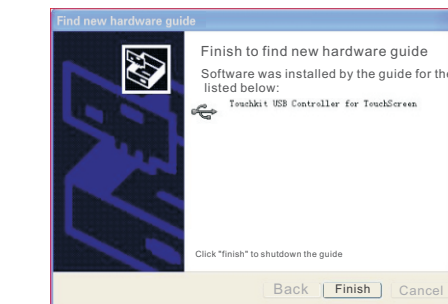 Find new hardware guide
Finish to find new hardware guide
Software was installed by the guide for the
listed below:
Touchkit USB Controller for TouchScreen
Click "finish" to shutdown the guide
Back Finish Cancel